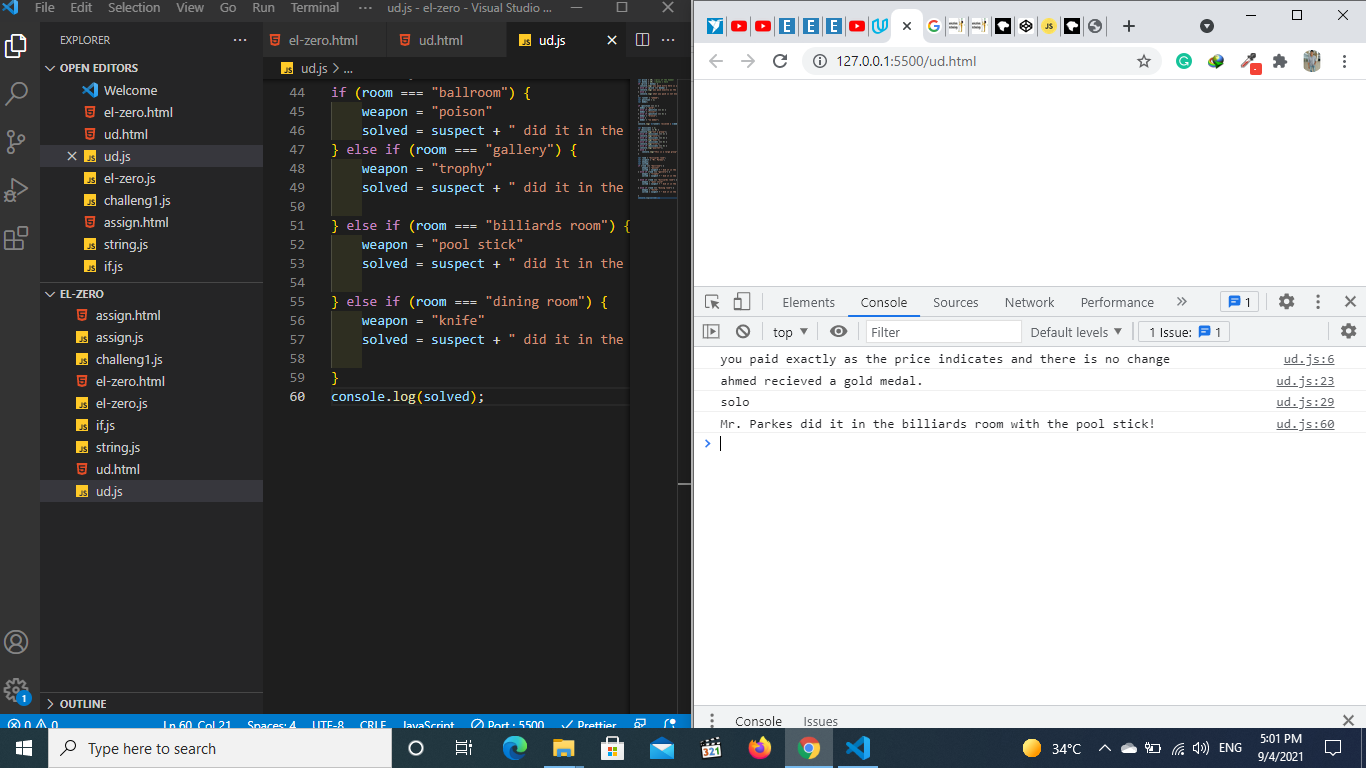 File Edit Selection View Go Run Terminal ··· ud.js - el-zero - Visual Studio ...
EXPLORER
OPEN EDITORS
Welcome
el-zero.html
ud.html
ud.js
el-zero.js
challeng1.js
assign.html
string.js
if.js
EL-ZERO
assign.html
assign.js
challeng1.js
el-zero.html
el-zero.js
if.js
string.js
ud.html
ud.js
OUTLINE
el-zero.html ud.html ud.js
ud.js > ...
44 if (room === "ballroom") {
45 weapon = "poison"
46 solved = suspect + " did it in the
47 } else if (room === "gallery") {
48 weapon = "trophy"
49 solved = suspect + " did it in the
50
51 } else if (room === "billiards room") {
52 weapon = "pool stick"
53 solved = suspect + " did it in the
54
55 } else if (room === "dining room") {
56 weapon = "knife"
57 solved = suspect + " did it in the
58
59 }
60 console.log(solved);
0 0 Ln 60, Col 21 Spaces: 4 UTF-8 CRLF JavaScript Port : 5500 Prettier
127.0.0.1:5500/ud.html
Elements Console Sources Network Performance » 1
top Filter Default levels 1 Issue: 1
you paid exactly as the price indicates and there is no change ud.js:6
ahmed recieved a gold medal. ud.js:23
solo ud.js:29
Mr. Parkes did it in the billiards room with the pool stick! ud.js:60
Console Issues
Type here to search
34°C ENG 5:01 PM
9/4/2021